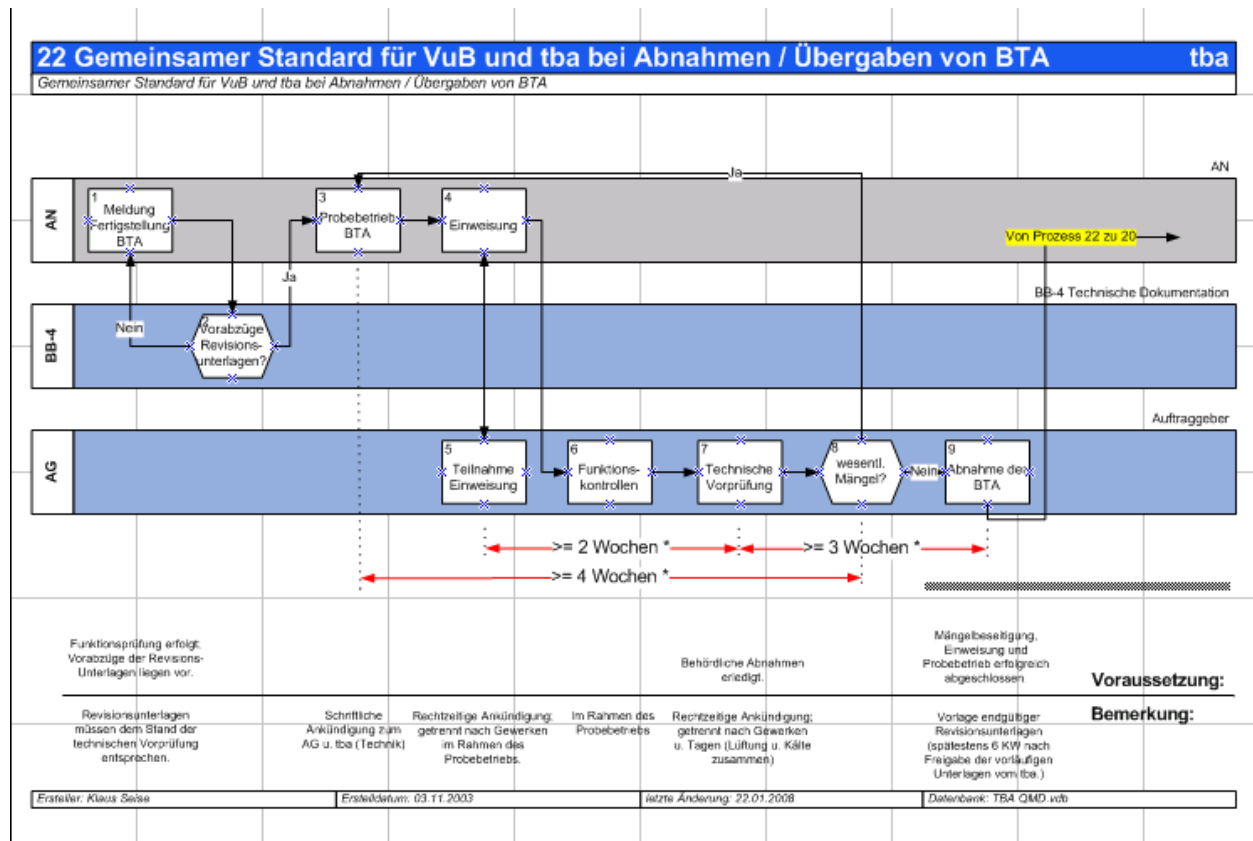 22 Gemeinsamer Standard für VuB und tba bei Abnahmen / Übergaben von BTA tba
Gemeinsamer Standard für VuB und tba bei Abnahmen / Übergaben von BTA
AN
AN
1
Meldung
Fertigstellung
BTA
3
Probebetrieb
BTA
4
Einweisung
Ja
Von Prozess 22 zu 20
Ja
BB-4 Technische Dokumentation
BB-4
Nein
2
Vorabzüge
Revisions-
unterlagen?
Auftraggeber
AG
5
Teilnahme
Einweisung
6
Funktions-
kontrollen
7
Technische
Vorprüfung
8
wesentl.
Mängel?
Nein
9
Abnahme der
BTA
>= 2 Wochen *
>= 3 Wochen *
>= 4 Wochen *
Funktionsprüfung erfolgt,
Vorabzüge der Revisions-
Unterlagen liegen vor.
Behördliche Abnahmen
erledigt.
Mängelbeseitigung,
Einweisung und
Probebetrieb erfolgreich
abgeschlossen
Voraussetzung:
Revisionsunterlagen
müssen dem Stand der
technischen Vorprüfung
entsprechen.
Schriftliche
Ankündigung zum
AG u. tba (Technik)
Rechtzeitige Ankündigung;
getrennt nach Gewerken
im Rahmen des
Probebetriebs.
Im Rahmen des
Probebetriebs
Rechtzeitige Ankündigung;
getrennt nach Gewerken
u. Tagen (Lüftung u. Kälte
zusammen)
Vorlage endgültiger
Revisionsunterlagen
(spätestens 6 KW nach
Freigabe der vorläufigen
Unterlagen vom tba.)
Bemerkung:
Ersteller: Klaus Seise
Erstelldatum: 03.11.2003
letzte Änderung: 22.01.2008
Datenbank: TBA QMD.vdb